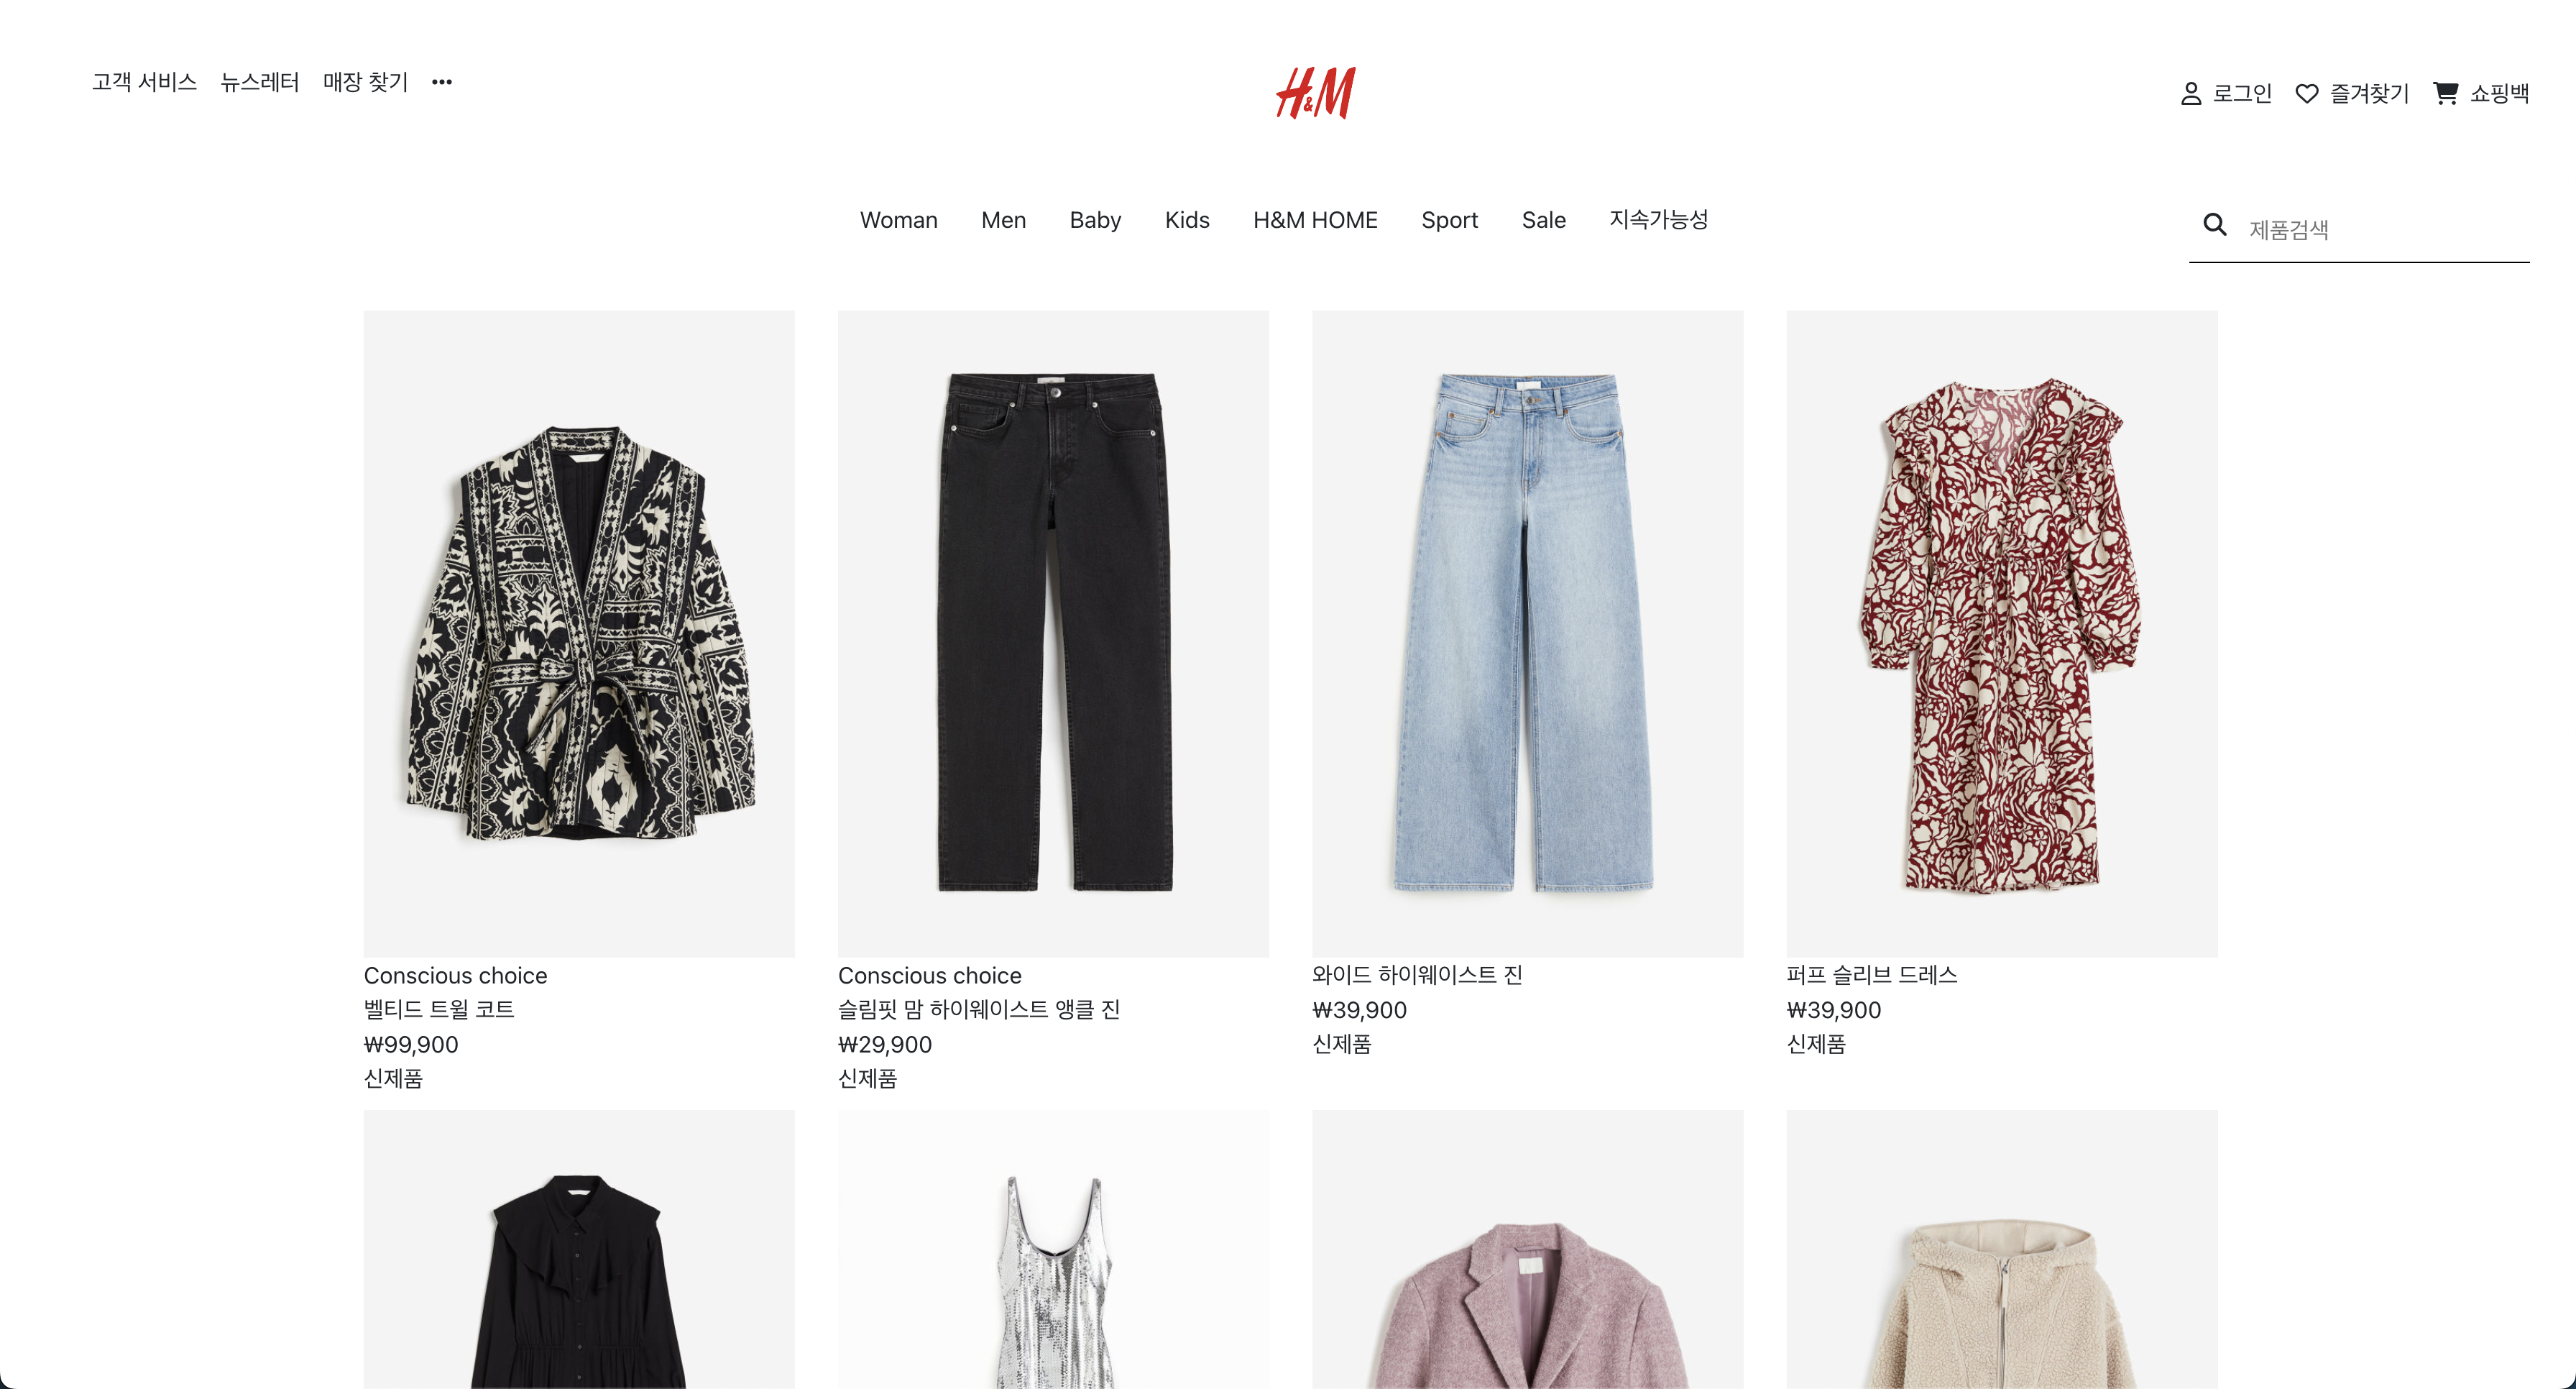 고객 서비스 뉴스레터 매장 찾기 •••
H&M
로그인 즐겨찾기 쇼핑백
Woman Men Baby Kids H&M HOME Sport Sale 지속가능성
제품검색
Conscious choice
벨티드 트윌 코트
₩99,900
신제품
Conscious choice
슬림핏 맘 하이웨이스트 앵클 진
₩29,900
신제품
와이드 하이웨이스트 진
₩39,900
신제품
퍼프 슬리브 드레스
₩39,900
신제품